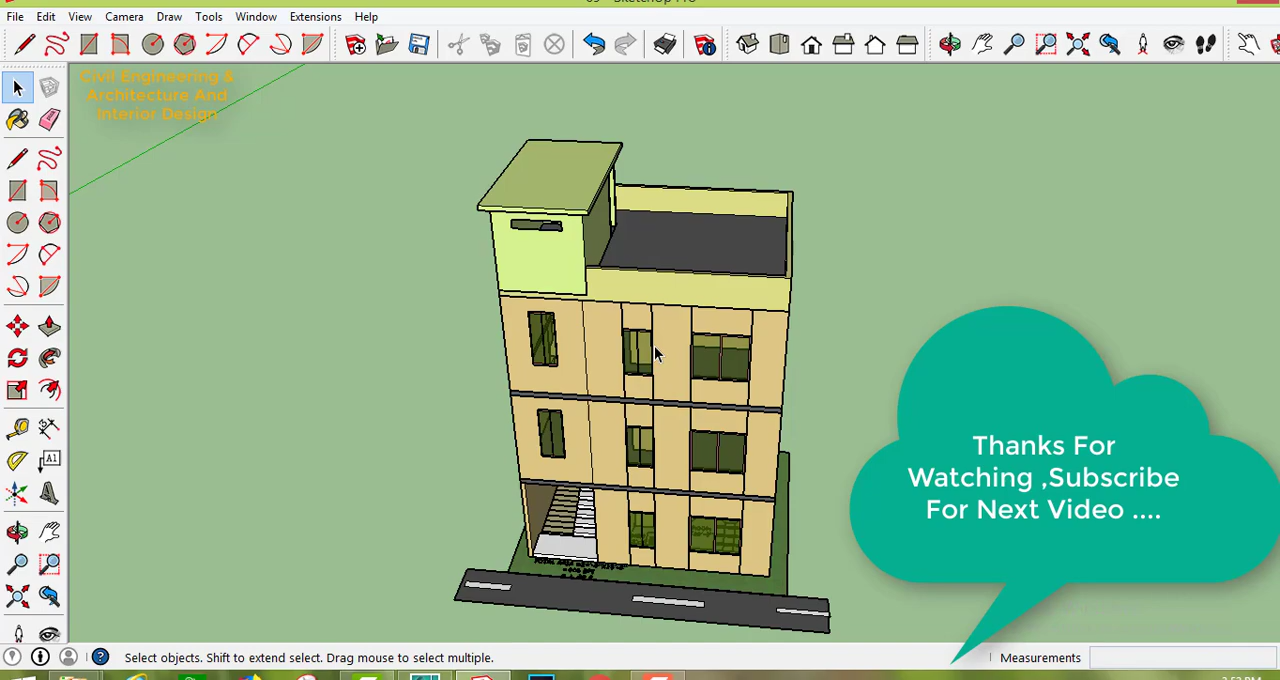 File Edit View Camera Draw Tools Window Extensions Help
Civil Engineering &
Architecture And
Interior Design
A1
Thanks For
Watching ,Subscribe
For Next Video ....
Select objects. Shift to extend select. Drag mouse to select multiple.
Measurements